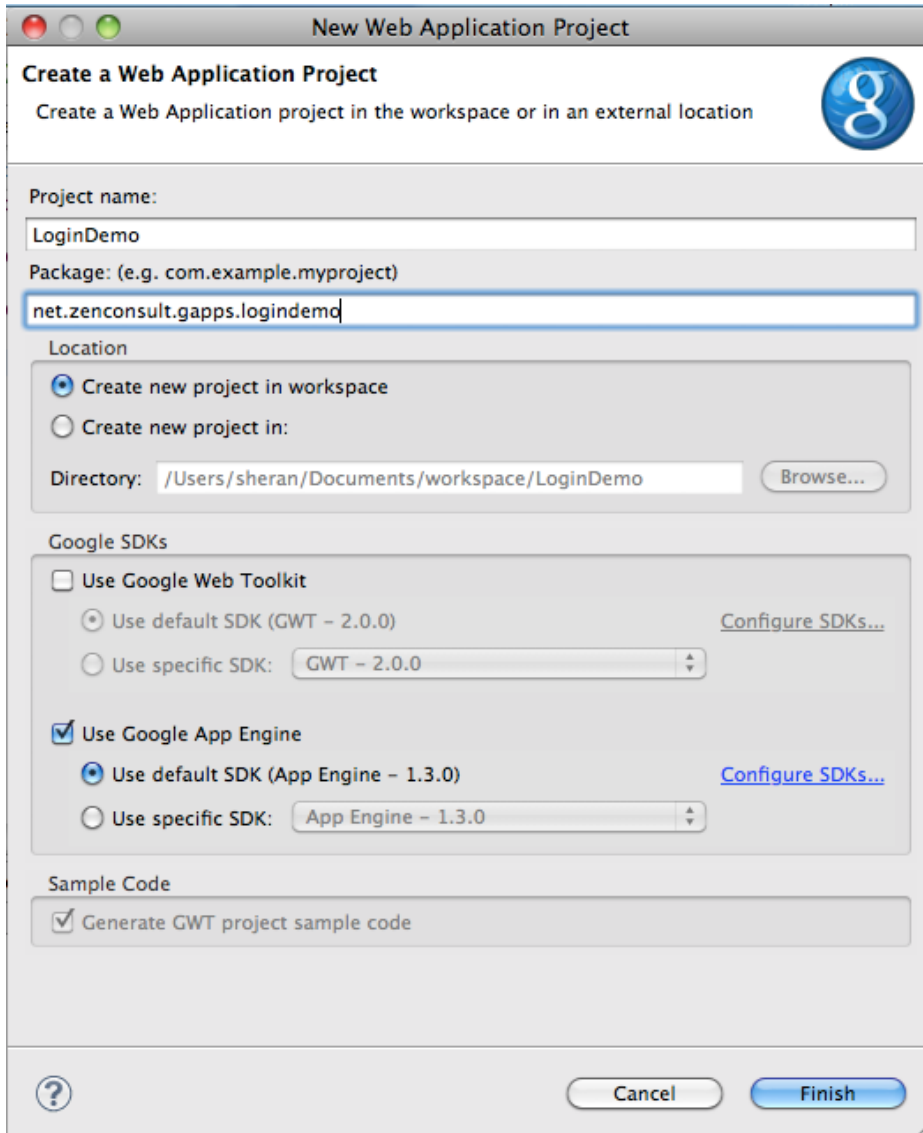 New Web Application Project
Create a Web Application Project
Create a Web Application project in the workspace or in an external location
g
Project name:
LoginDemo
Package: (e.g. com.example.myproject)
net.zenconsult.gapps.logindemo
Location
Create new project in workspace
Create new project in:
Directory: /Users/sheran/Documents/workspace/LoginDemo Browse...
Google SDKs
Use Google Web Toolkit
Use default SDK (GWT – 2.0.0) Configure SDKs...
Use specific SDK: GWT – 2.0.0
Use Google App Engine
Use default SDK (App Engine – 1.3.0) Configure SDKs...
Use specific SDK: App Engine – 1.3.0
Sample Code
Generate GWT project sample code
? Cancel Finish